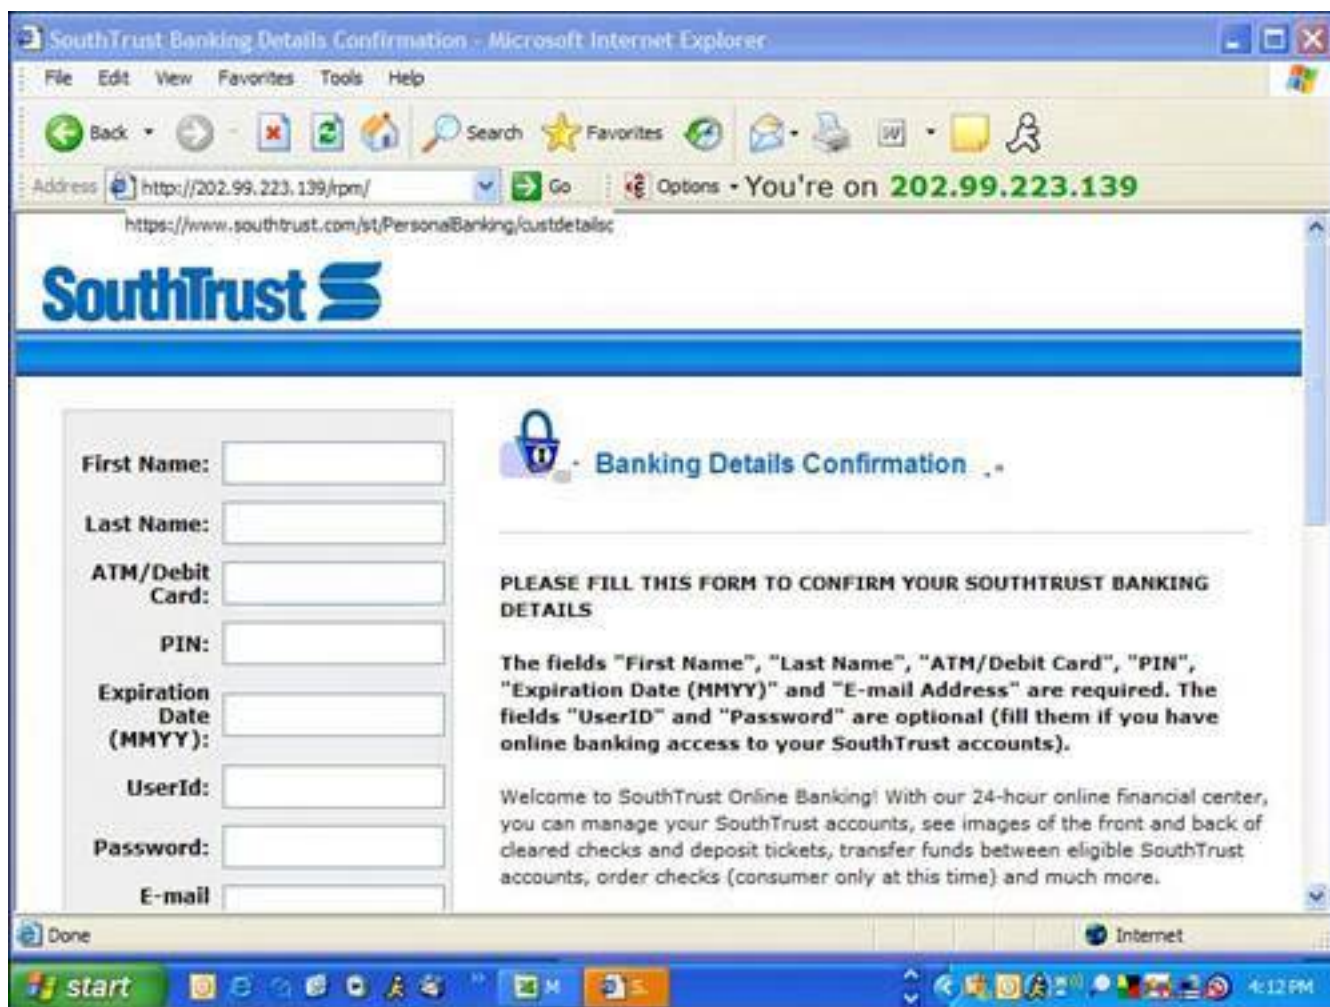 SouthTrust Banking Details Confirmation - Microsoft Internet Explorer
File Edit View Favorites Tools Help
Back Search Favorites
Address http://202.99.223.139/rpm/ Go Options You're on 202.99.223.139
https://www.southtrust.com/st/PersonalBanking/custdetailsc
SouthTrust
First Name:
Last Name:
ATM/Debit
Card:
PIN:
Expiration
Date
(MMYY):
UserId:
Password:
E-mail
Banking Details Confirmation
PLEASE FILL THIS FORM TO CONFIRM YOUR SOUTHTRUST BANKING
DETAILS
The fields "First Name", "Last Name", "ATM/Debit Card", "PIN",
"Expiration Date (MMYY)" and "E-mail Address" are required. The
fields "UserID" and "Password" are optional (fill them if you have
online banking access to your SouthTrust accounts).
Welcome to SouthTrust Online Banking! With our 24-hour online financial center,
you can manage your SouthTrust accounts, see images of the front and back of
cleared checks and deposit tickets, transfer funds between eligible SouthTrust
accounts, order checks (consumer only at this time) and much more.
Done Internet
start M S. 4:12 PM